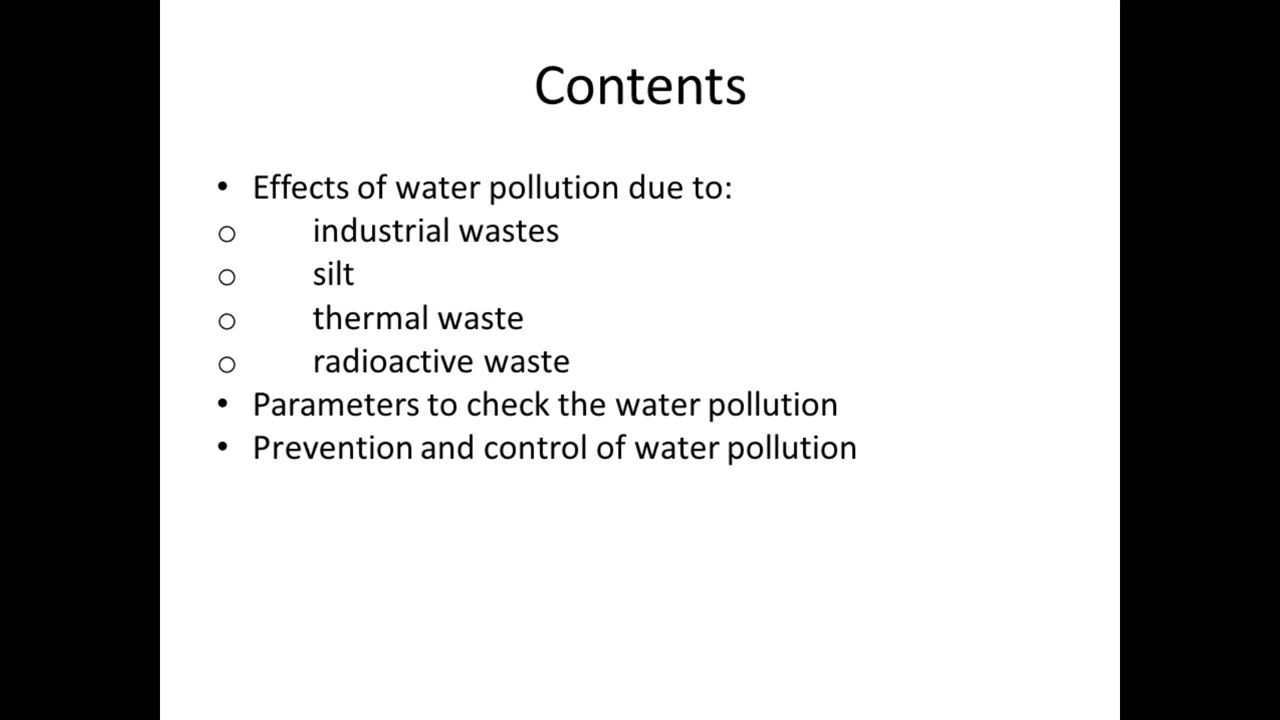 Contents
• Effects of water pollution due to:
○ industrial wastes
○ silt
○ thermal waste
○ radioactive waste
• Parameters to check the water pollution
• Prevention and control of water pollution